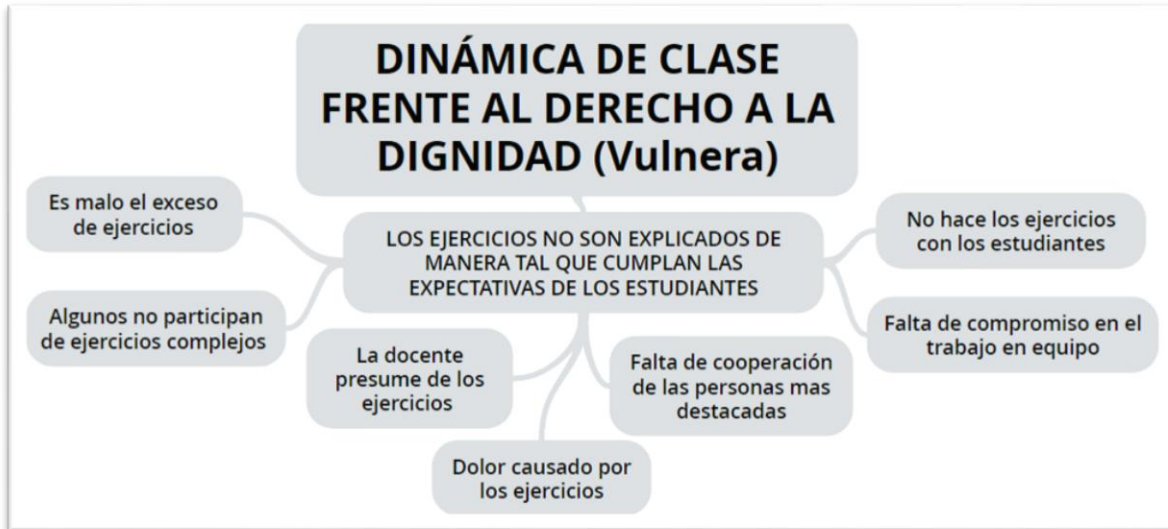 DINÁMICA DE CLASE
FRENTE AL DERECHO A LA
DIGNIDAD (Vulnera)
Es malo el exceso
de ejercicios
LOS EJERCICIOS NO SON EXPLICADOS DE
MANERA TAL QUE CUMPLAN LAS
EXPECTATIVAS DE LOS ESTUDIANTES
No hace los ejercicios
con los estudiantes
Algunos no participan
de ejercicios complejos
La docente
presume de los
ejercicios
Falta de cooperación
de las personas mas
destacadas
Falta de compromiso en el
trabajo en equipo
Dolor causado por
los ejercicios